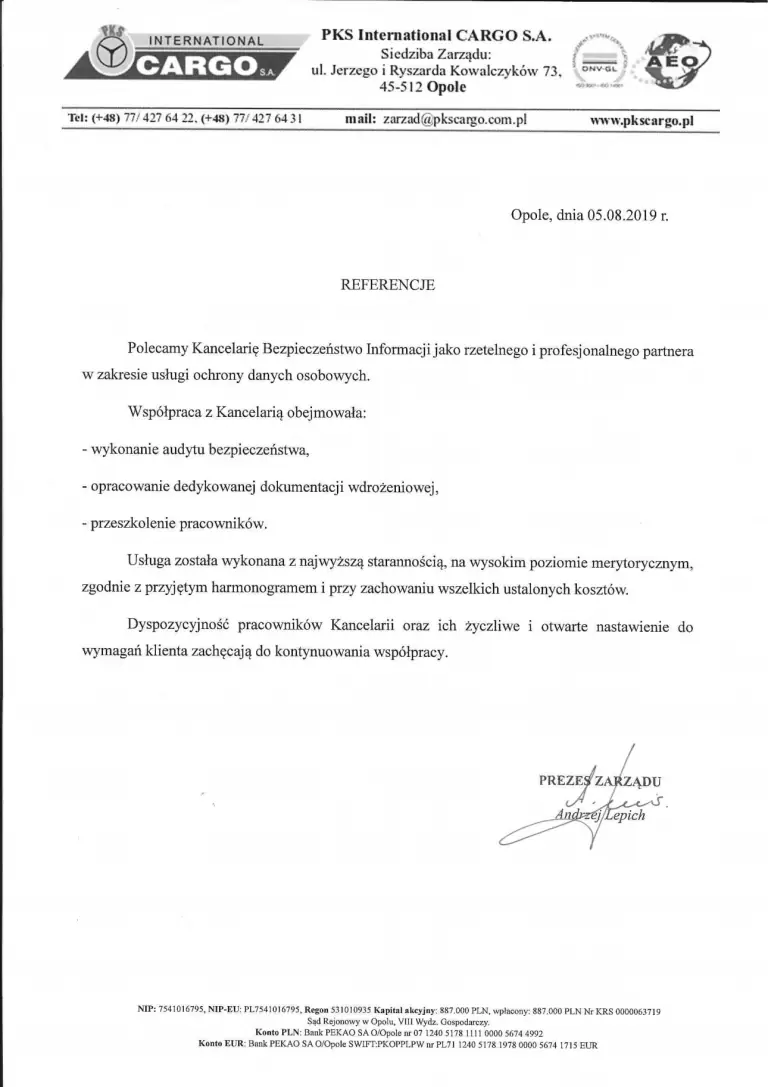 PKS
INTERNATIONAL
CARGO S.A.
PKS International CARGO S.A.
Siedziba Zarządu:
ul. Jerzego i Ryszarda Kowalczyków 73,
45-512 Opole
DNV·GL
AEO
Tel: (+48) 77/ 427 64 22, (+48) 77/ 427 64 31 mail: zarzad@pkscargo.com.pl www.pkscargo.pl
Opole, dnia 05.08.2019 r.
REFERENCJE
Polecamy Kancelarię Bezpieczeństwo Informacji jako rzetelnego i profesjonalnego partnera
w zakresie usługi ochrony danych osobowych.
Współpraca z Kancelarią obejmowała:
- wykonanie audytu bezpieczeństwa,
- opracowanie dedykowanej dokumentacji wdrożeniowej,
- przeszkolenie pracowników.
Usługa została wykonana z najwyższą starannością, na wysokim poziomie merytorycznym,
zgodnie z przyjętym harmonogramem i przy zachowaniu wszelkich ustalonych kosztów.
Dyspozycyjność pracowników Kancelarii oraz ich życzliwe i otwarte nastawienie do
wymagań klienta zachęcają do kontynuowania współpracy.
PREZES ZARZĄDU
Andrzej Lepich
NIP: 7541016795, NIP-EU: PL7541016795, Regon 531010935 Kapitał akcyjny: 887.000 PLN, wpłacony: 887.000 PLN Nr KRS 0000063719
Sąd Rejonowy w Opolu, VIII Wydz. Gospodarczy.
Konto PLN: Bank PEKAO SA O/Opole nr 07 1240 5178 1111 0000 5674 4992
Konto EUR: Bank PEKAO SA O/Opole SWIFT:PKOPPLPW nr PL71 1240 5178 1978 0000 5674 1715 EUR